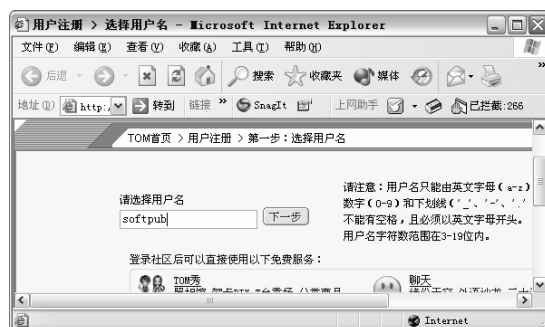 用户注册 > 选择用户名 - Microsoft Internet Explorer
文件(F) 编辑(E) 查看(V) 收藏(A) 工具(T) 帮助(H)
后退 搜索 收藏夹 媒体
地址(D) http:, 转到 链接 » SnagIt 上网助手 已拦截:266
TOM首页 > 用户注册 > 第一步:选择用户名
请选择用户名
softpub 下一步
请注意:用户名只能由英文字母(a-z)
数字(0-9)和下划线('_'、'-'、'.'
不能有空格,且必须以英文字母开头。
用户名字符数范围在3-19位内。
登录社区后可以直接使用以下免费服务:
TOM秀 聊天
Internet